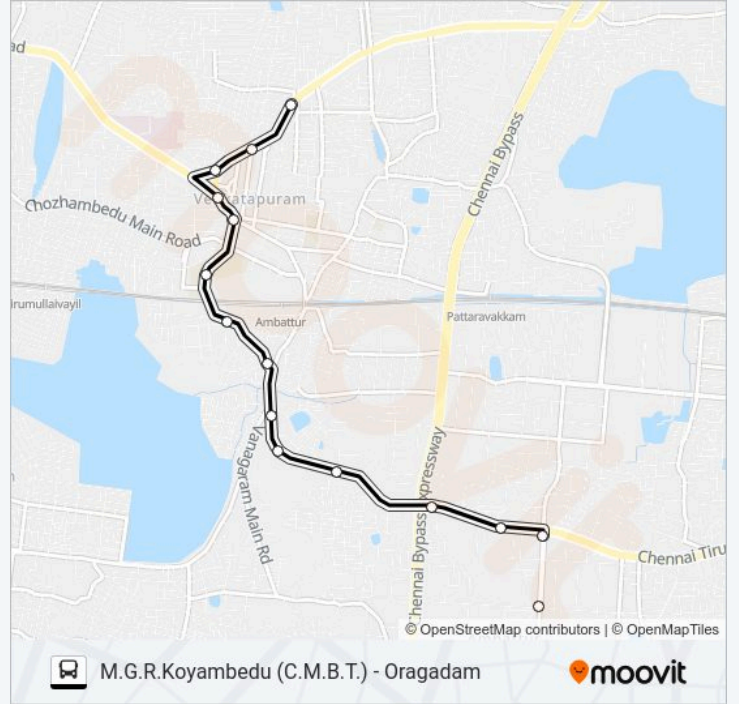 ad
Chennai Bypass
Venkatapuram
Chozhambedu Main Road
irumullaivayil
Ambattur
Pattaravakkam
Vanagaram Main Rd
Chennai Bypass Expressway
Chennai Tiru
© OpenStreetMap contributors | © OpenMapTiles
M.G.R.Koyambedu (C.M.B.T.) - Oragadam
moovit